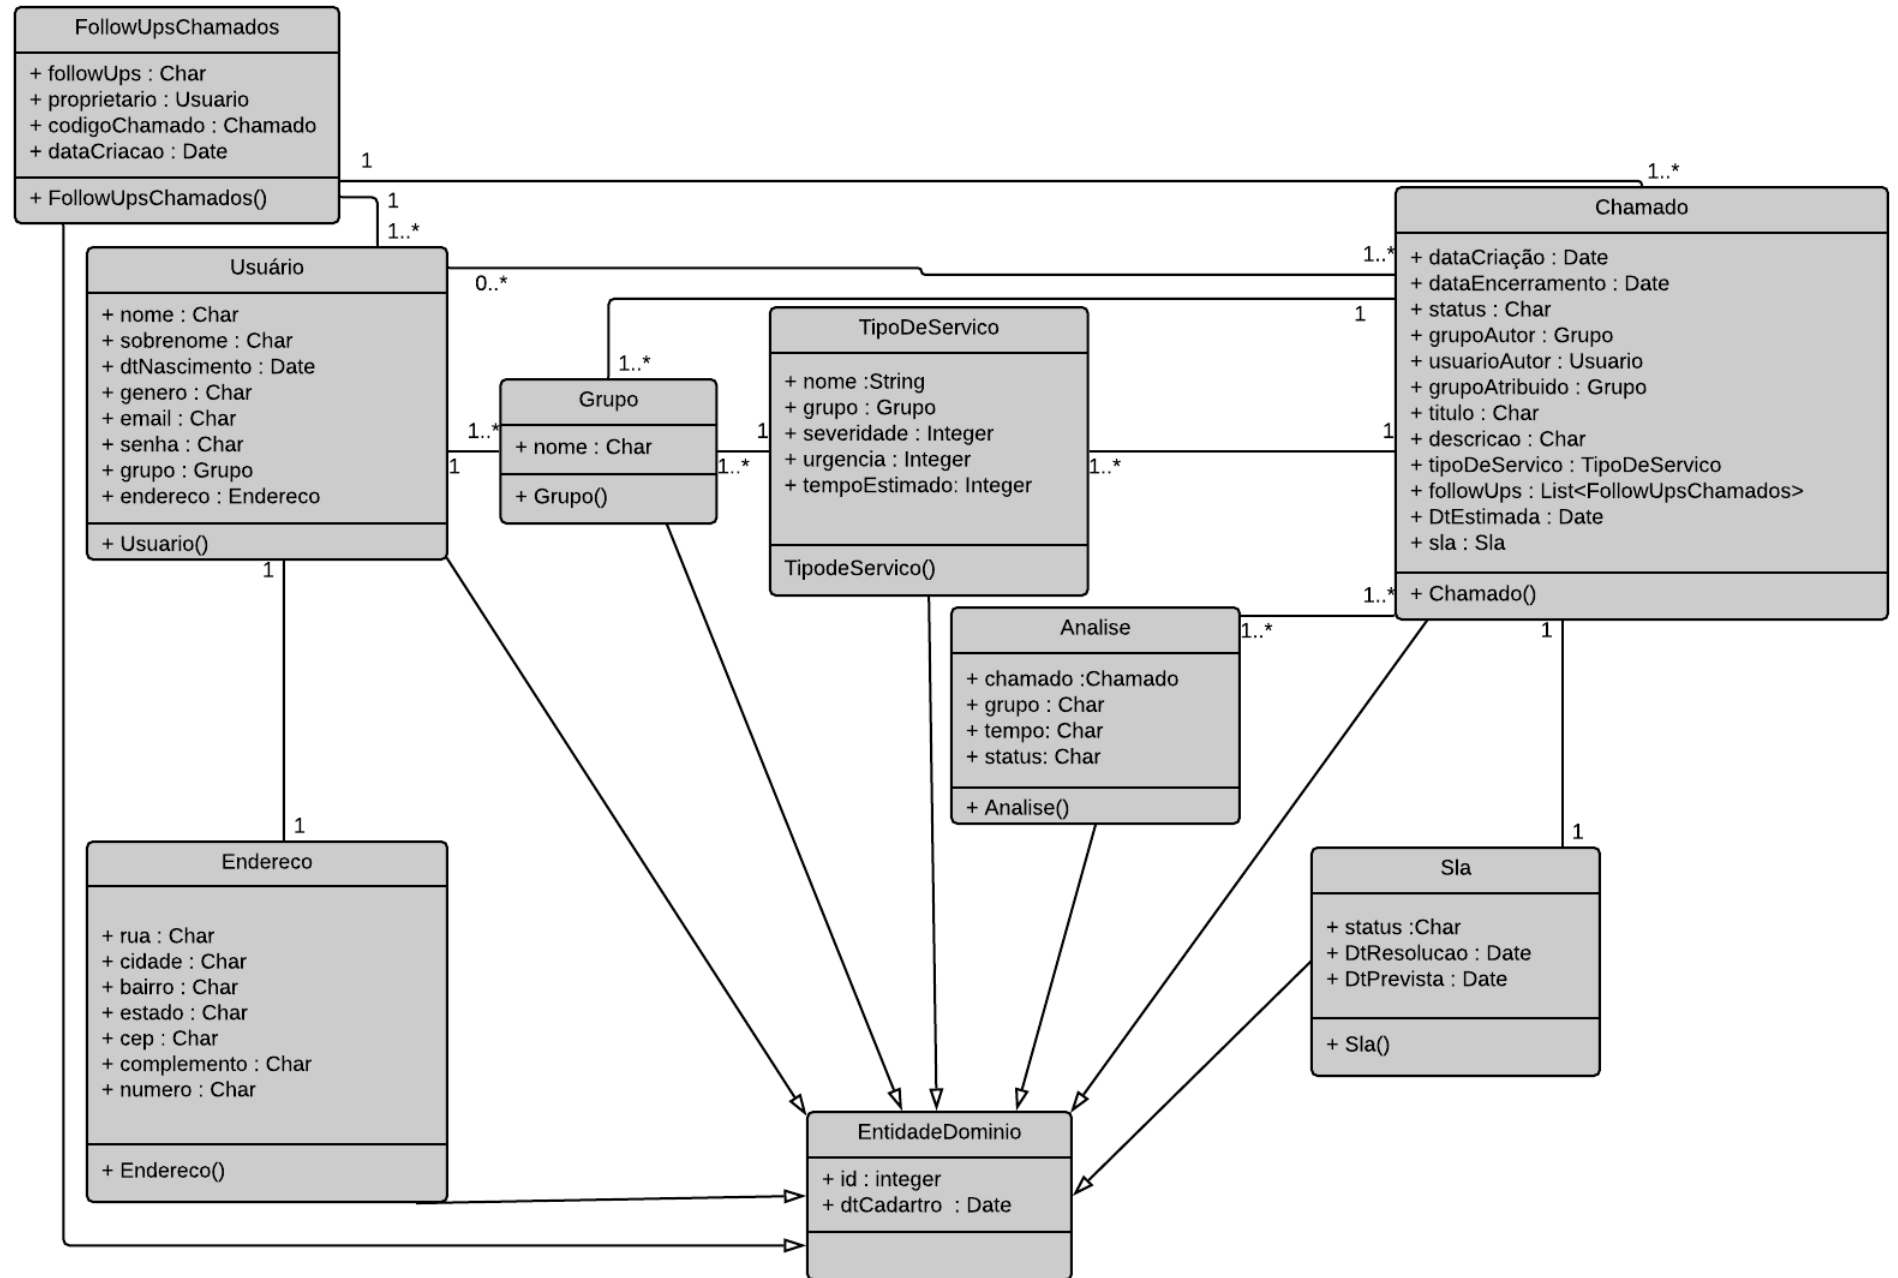 FollowUpsChamados
+ followUps : Char
+ proprietario : Usuario
+ codigoChamado : Chamado
+ dataCriacao : Date
+ FollowUpsChamados()
1
1..*
1
1..*
Usuário
+ nome : Char
+ sobrenome : Char
+ dtNascimento : Date
+ genero : Char
+ email : Char
+ senha : Char
+ grupo : Grupo
+ endereco : Endereco
+ Usuario()
0..*
1..*
1
1..*
Grupo
+ nome : Char
+ Grupo()
1..*
1
1..*
1
TipoDeServico
+ nome :String
+ grupo : Grupo
+ severidade : Integer
+ urgencia : Integer
+ tempoEstimado: Integer
TipodeServico()
1..*
1
Chamado
+ dataCriação : Date
+ dataEncerramento : Date
+ status : Char
+ grupoAutor : Grupo
+ usuarioAutor : Usuario
+ grupoAtribuido : Grupo
+ titulo : Char
+ descricao : Char
+ tipoDeServico : TipoDeServico
+ followUps : List<FollowUpsChamados>
+ DtEstimada : Date
+ sla : Sla
+ Chamado()
1..*
1..*
Analise
+ chamado :Chamado
+ grupo : Char
+ tempo: Char
+ status: Char
+ Analise()
1
1
Sla
+ status :Char
+ DtResolucao : Date
+ DtPrevista : Date
+ Sla()
1
1
Endereco
+ rua : Char
+ cidade : Char
+ bairro : Char
+ estado : Char
+ cep : Char
+ complemento : Char
+ numero : Char
+ Endereco()
EntidadeDominio
+ id : integer
+ dtCadartro : Date